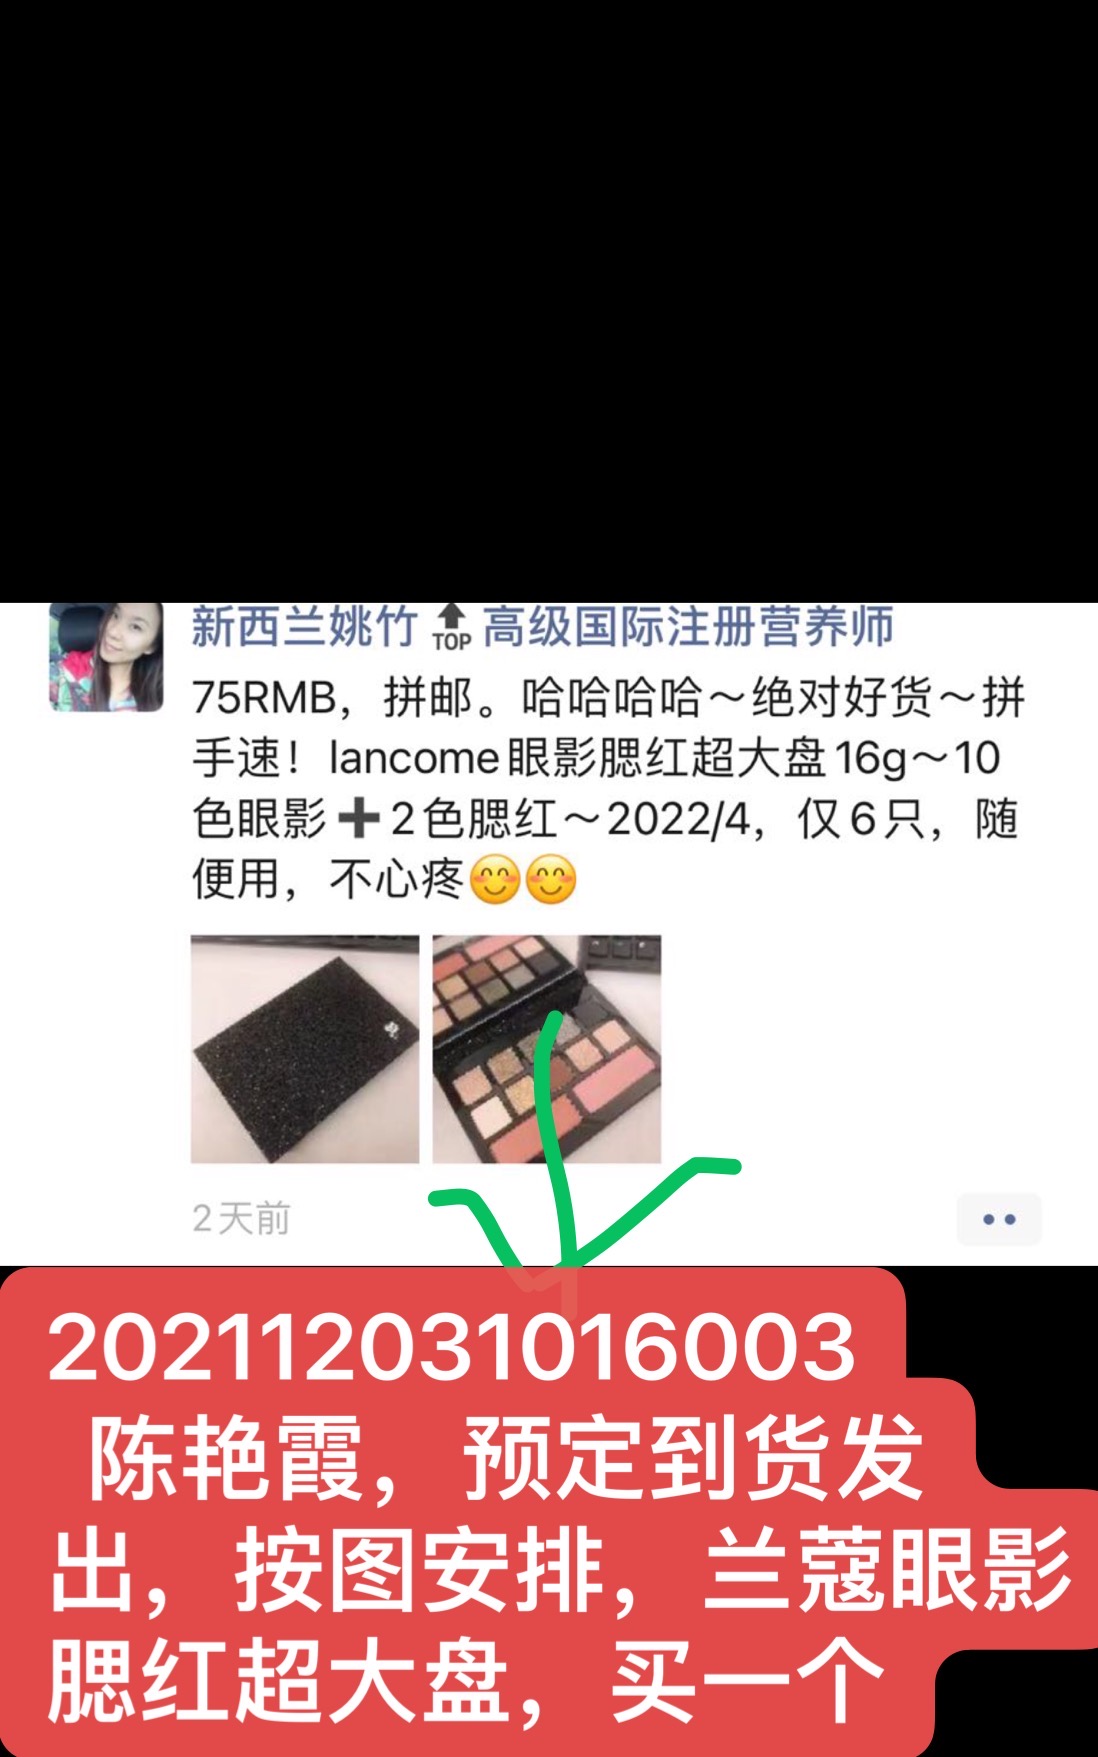 新西兰姚竹🔝高级国际注册营养师
75RMB，拼邮。哈哈哈哈～绝对好货～拼
手速！lancome眼影腮红超大盘16g～10
色眼影➕2色腮红～2022/4，仅6只，随
便用，不心疼😊😊
2天前
202112031016003
陈艳霞，预定到货发
出，按图安排，兰蔻眼影
腮红超大盘，买一个